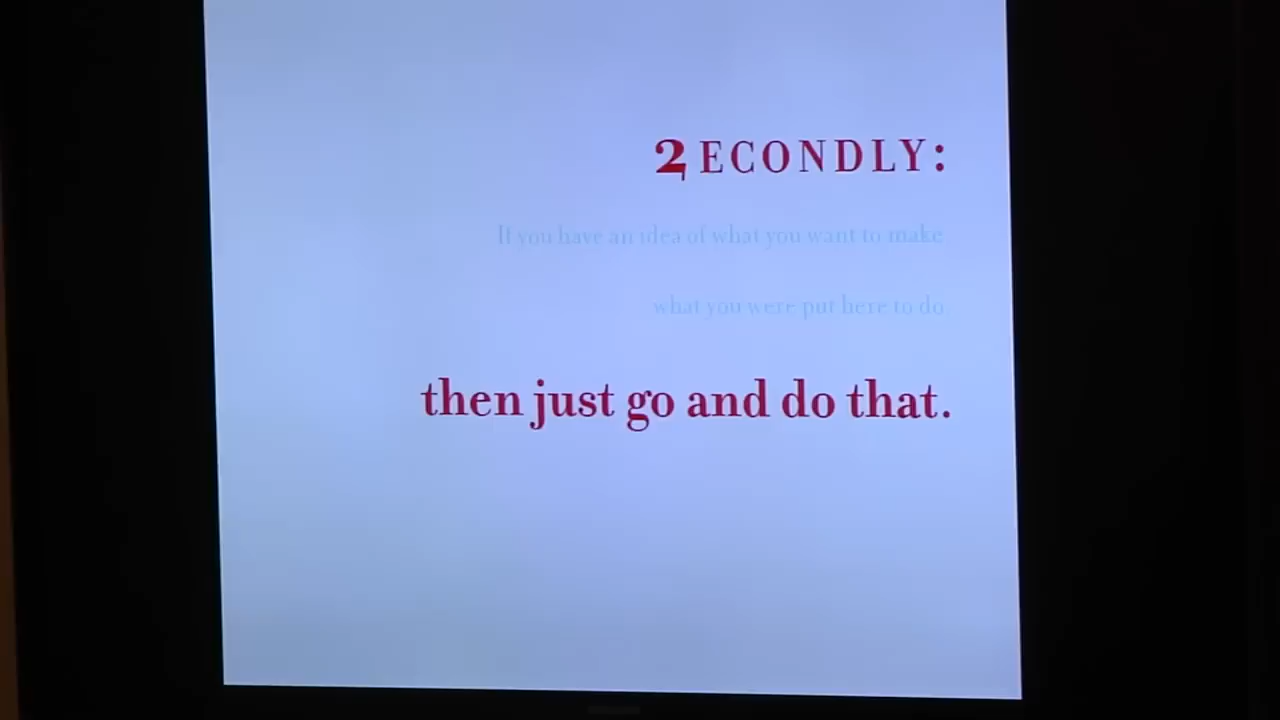 2ECONDLY:
If you have an idea of what you want to make
what you were put here to do
then just go and do that.